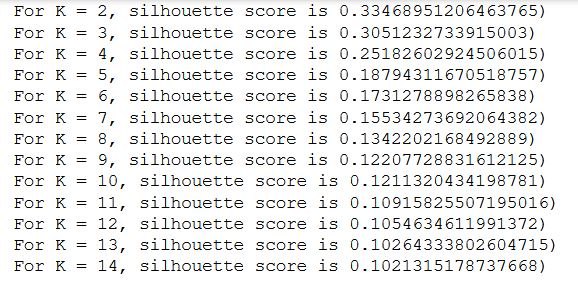 For K = 2, silhouette score is 0.33468951206463765)
For K = 3, silhouette score is 0.3051232733915003)
For K = 4, silhouette score is 0.25182602924506015)
For K = 5, silhouette score is 0.18794311670518757)
For K = 6, silhouette score is 0.1731278898265838)
For K = 7, silhouette score is 0.15534273692064382)
For K = 8, silhouette score is 0.1342202168492889)
For K = 9, silhouette score is 0.12207728831612125)
For K = 10, silhouette score is 0.1211320434198781)
For K = 11, silhouette score is 0.10915825507195016)
For K = 12, silhouette score is 0.1054634611991372)
For K = 13, silhouette score is 0.10264333802604715)
For K = 14, silhouette score is 0.1021315178737668)